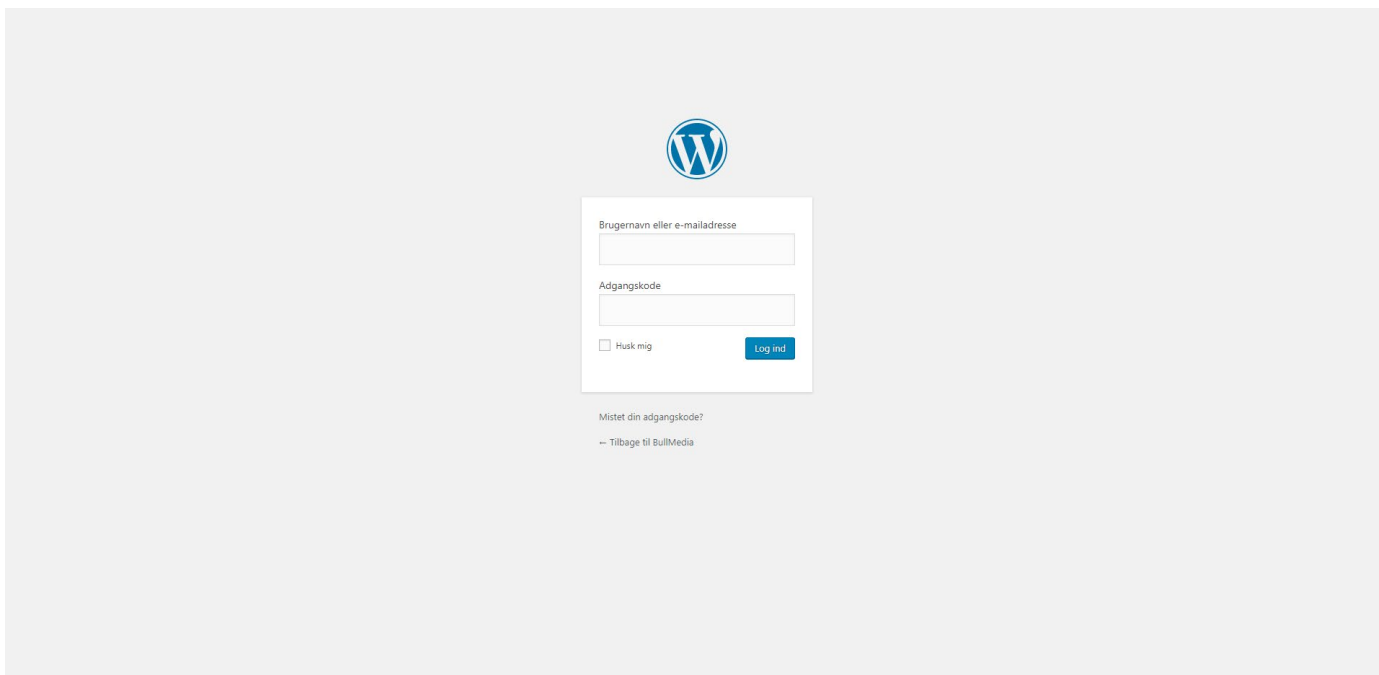 Brugernavn eller e-mailadresse
Adgangskode
Husk mig
Log ind
Mistet din adgangskode?
← Tilbage til BullMedia